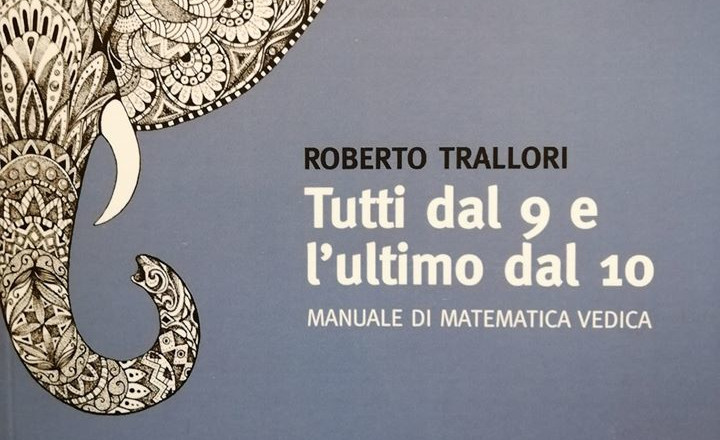 ROBERTO TRALLORI
Tutti dal 9 e
l'ultimo dal 10
MANUALE DI MATEMATICA VEDICA